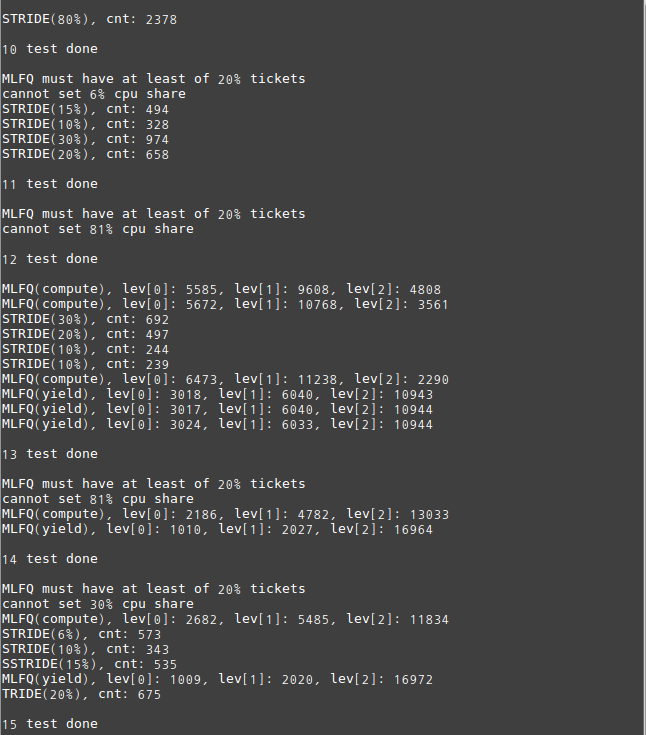 STRIDE(80%), cnt: 2378
10 test done
MLFQ must have at least of 20% tickets
cannot set 6% cpu share
STRIDE(15%), cnt: 494
STRIDE(10%), cnt: 328
STRIDE(30%), cnt: 974
STRIDE(20%), cnt: 658
11 test done
MLFQ must have at least of 20% tickets
cannot set 81% cpu share
12 test done
MLFQ(compute), lev[0]: 5585, lev[1]: 9608, lev[2]: 4808
MLFQ(compute), lev[0]: 5672, lev[1]: 10768, lev[2]: 3561
STRIDE(30%), cnt: 692
STRIDE(20%), cnt: 497
STRIDE(10%), cnt: 244
STRIDE(10%), cnt: 239
MLFQ(compute), lev[0]: 6473, lev[1]: 11238, lev[2]: 2290
MLFQ(yield), lev[0]: 3018, lev[1]: 6040, lev[2]: 10943
MLFQ(yield), lev[0]: 3017, lev[1]: 6040, lev[2]: 10944
MLFQ(yield), lev[0]: 3024, lev[1]: 6033, lev[2]: 10944
13 test done
MLFQ must have at least of 20% tickets
cannot set 81% cpu share
MLFQ(compute), lev[0]: 2186, lev[1]: 4782, lev[2]: 13033
MLFQ(yield), lev[0]: 1010, lev[1]: 2027, lev[2]: 16964
14 test done
MLFQ must have at least of 20% tickets
cannot set 30% cpu share
MLFQ(compute), lev[0]: 2682, lev[1]: 5485, lev[2]: 11834
STRIDE(6%), cnt: 573
STRIDE(10%), cnt: 343
SSTRIDE(15%), cnt: 535
MLFQ(yield), lev[0]: 1009, lev[1]: 2020, lev[2]: 16972
TRIDE(20%), cnt: 675
15 test done